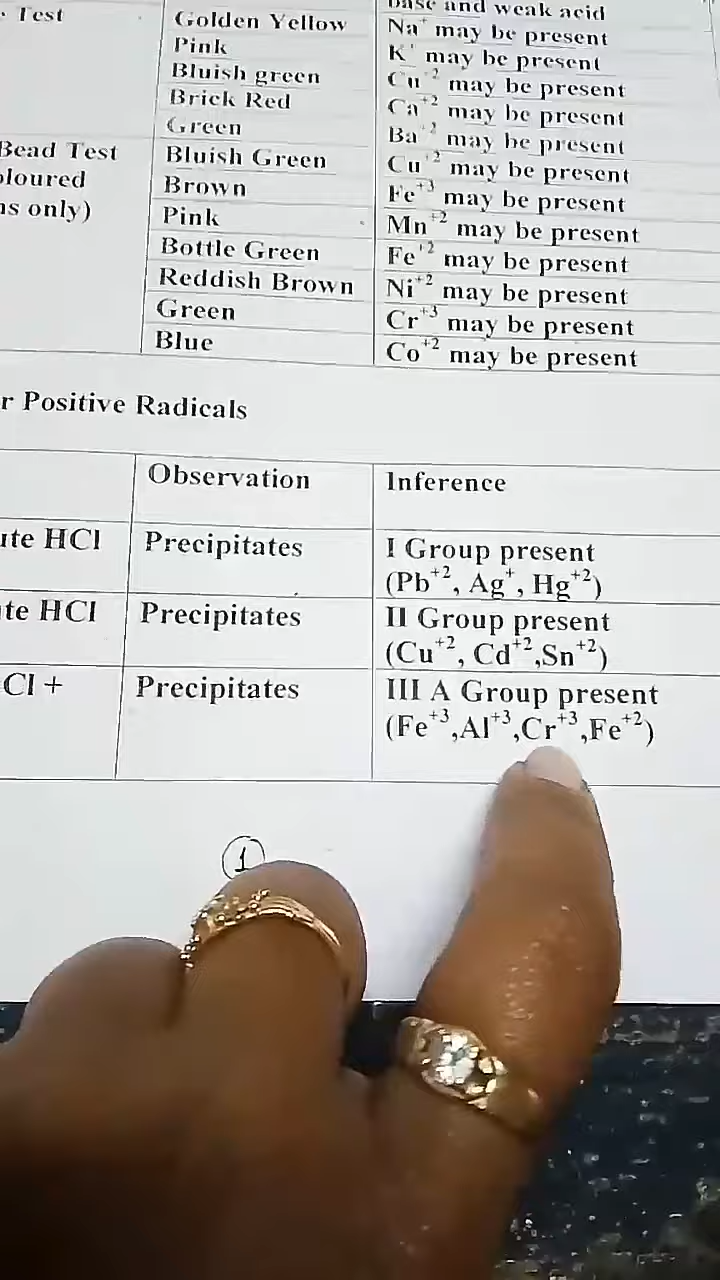 Test
Golden Yellow
Pink
Bluish green
Brick Red
Green
base and weak acid
Na+ may be present
K+ may be present
Cu+2 may be present
Ca+2 may be present
Ba+2 may be present
Bead Test
oloured
ns only)
Bluish Green
Brown
Pink
Bottle Green
Reddish Brown
Green
Blue
Cu+2 may be present
Fe+3 may be present
Mn+2 may be present
Fe+2 may be present
Ni+2 may be present
Cr+3 may be present
Co+2 may be present
r Positive Radicals
Observation
Inference
ute HCl
Precipitates
I Group present
(Pb+2, Ag+, Hg+2)
te HCl
Precipitates
II Group present
(Cu+2, Cd+2,Sn+2)
Cl +
Precipitates
III A Group present
(Fe+3,Al+3,Cr+3,Fe+2)
1